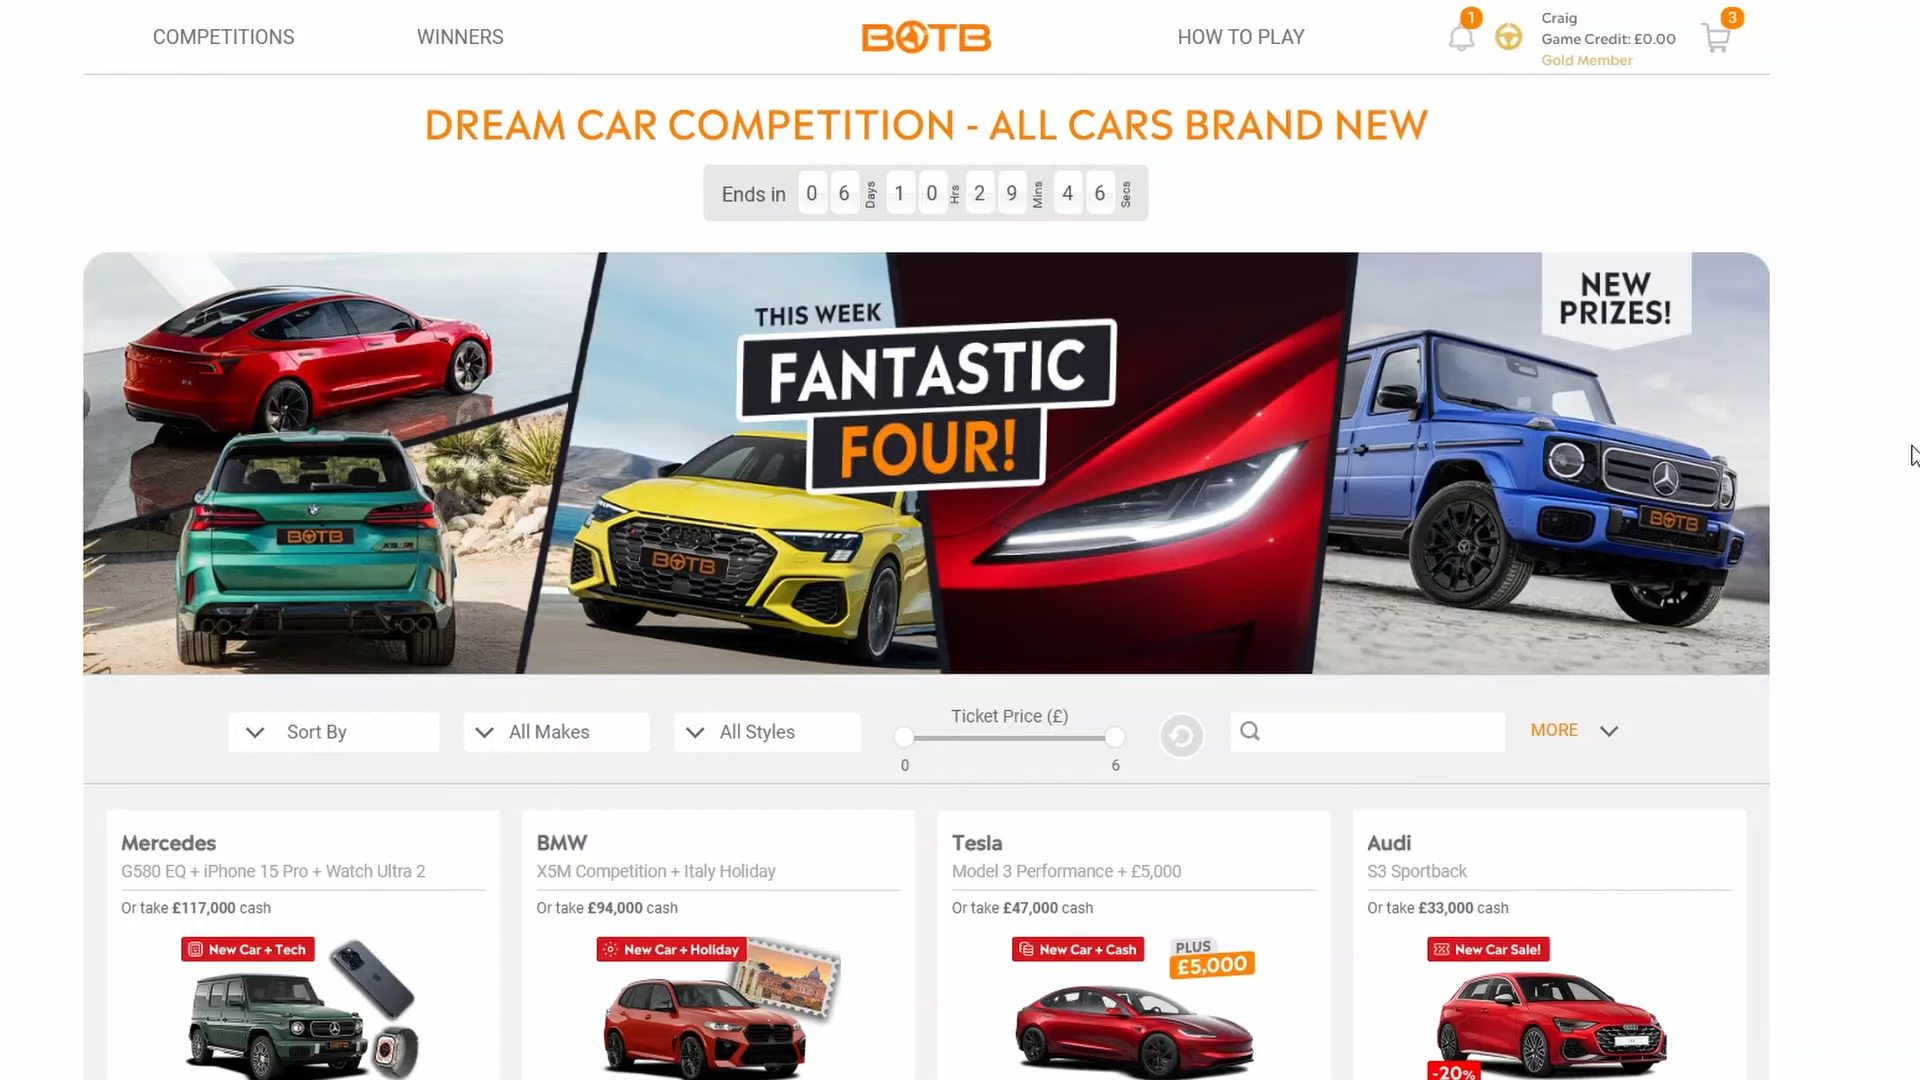 COMPETITIONS
WINNERS
BOTB
HOW TO PLAY
1
Craig
Game Credit: £0.00
Gold Member
3
DREAM CAR COMPETITION - ALL CARS BRAND NEW
Ends in 0 6 Days 1 0 Hrs 2 9 Mins 4 6 Secs
THIS WEEK
FANTASTIC
FOUR!
NEW
PRIZES!
BOTB
BOTB
BOTB
Sort By
All Makes
All Styles
Ticket Price (£)
0
6
MORE
Mercedes
G580 EQ + iPhone 15 Pro + Watch Ultra 2
Or take £117,000 cash
New Car + Tech
BMW
X5M Competition + Italy Holiday
Or take £94,000 cash
New Car + Holiday
Tesla
Model 3 Performance + £5,000
Or take £47,000 cash
New Car + Cash
PLUS
£5,000
Audi
S3 Sportback
Or take £33,000 cash
New Car Sale!
-20%